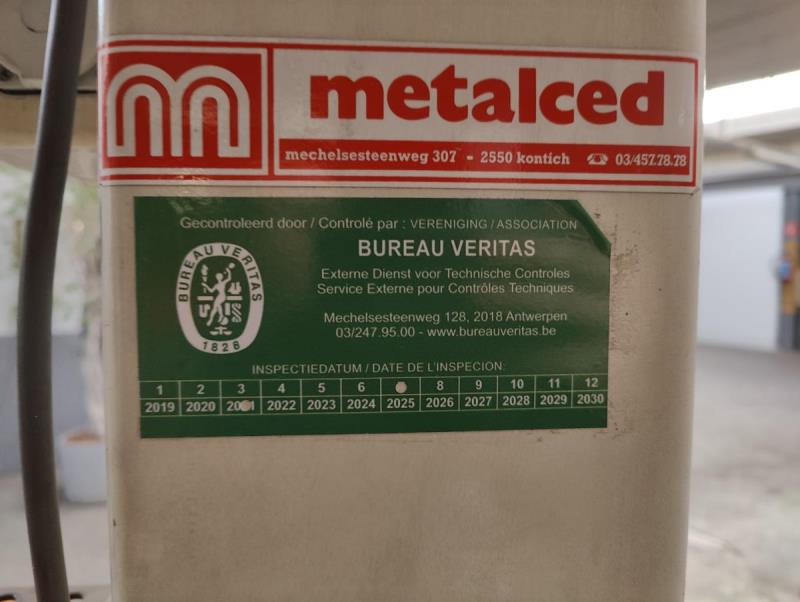 metalced
mechelsesteenweg 307 - 2550 kontich ☎ 03/457.78.78
Gecontroleerd door / Controlé par : VERENIGING / ASSOCIATION
BUREAU VERITAS
BUREAU VERITAS
1828
Externe Dienst voor Technische Controles
Service Externe pour Contrôles Techniques
Mechelsesteenweg 128, 2018 Antwerpen
03/247.95.00 - www.bureauveritas.be
INSPECTIEDATUM / DATE DE L'INSPECION:
1 2 3 4 5 6 8 9 10 11 12
2019 2020 2021 2022 2023 2024 2025 2026 2027 2028 2029 2030